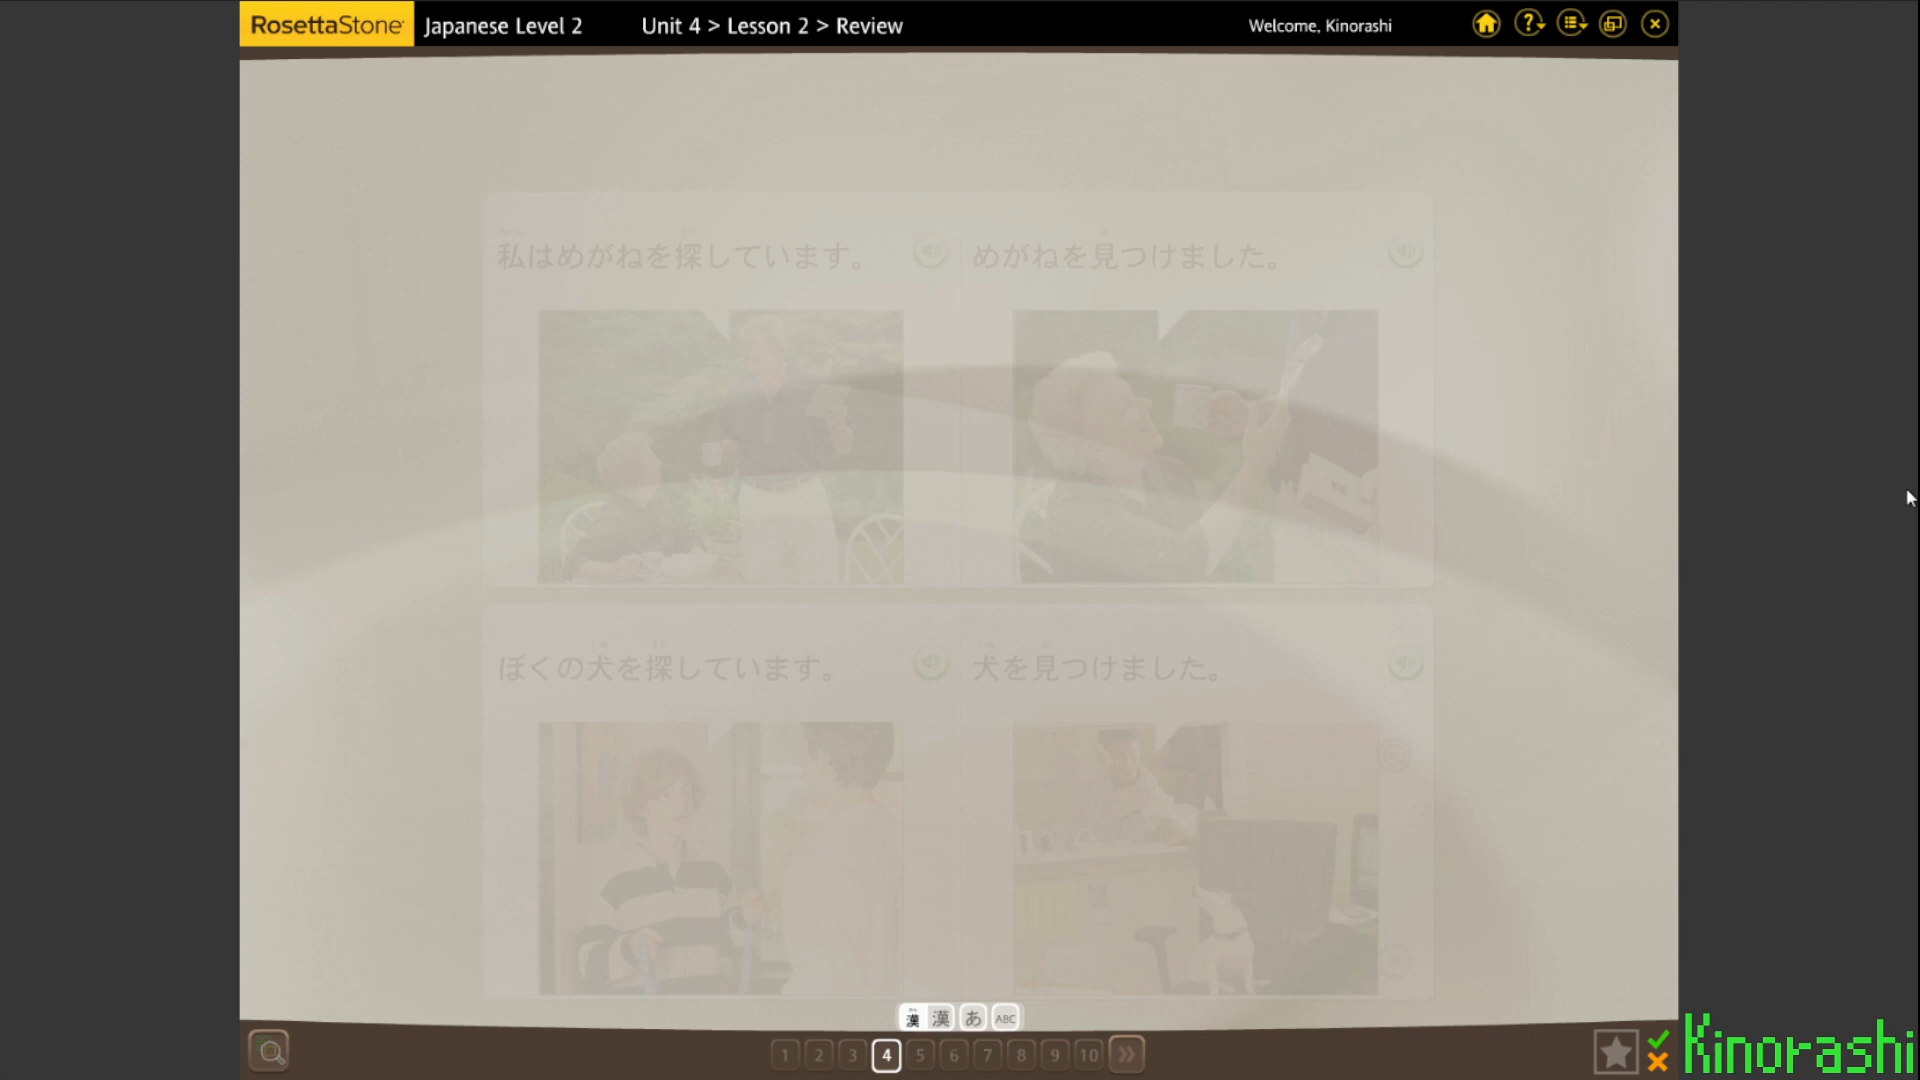 RosettaStone Japanese Level 2 Unit 4 > Lesson 2 > Review Welcome, Kinorashi
私はめがねを探しています。
めがねを見つけました。
ぼくの犬を探しています。
犬を見つけました。
漢 漢 あ ABC
1 2 3 4 5 6 7 8 9 10
Kinorashi